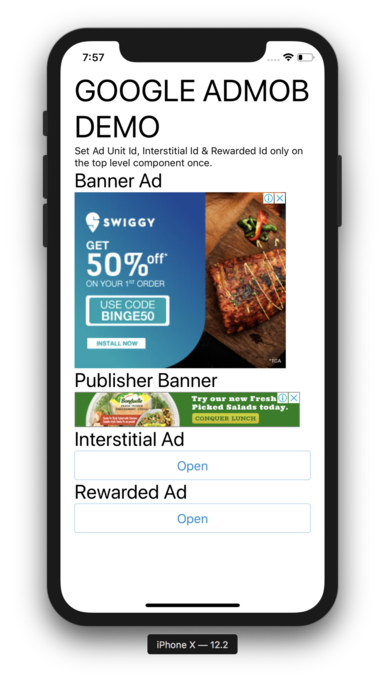 7:57
GOOGLE ADMOB
DEMO
Set Ad Unit Id, Interstitial Id & Rewarded Id only on
the top level component once.
Banner Ad
SWIGGY
GET
50% off*
ON YOUR 1ST ORDER
USE CODE
BINGE50
INSTALL NOW
*TCA
Publisher Banner
Try our new Fresh
Picked Salads today.
CONQUER LUNCH
Interstitial Ad
Open
Rewarded Ad
Open
iPhone X — 12.2